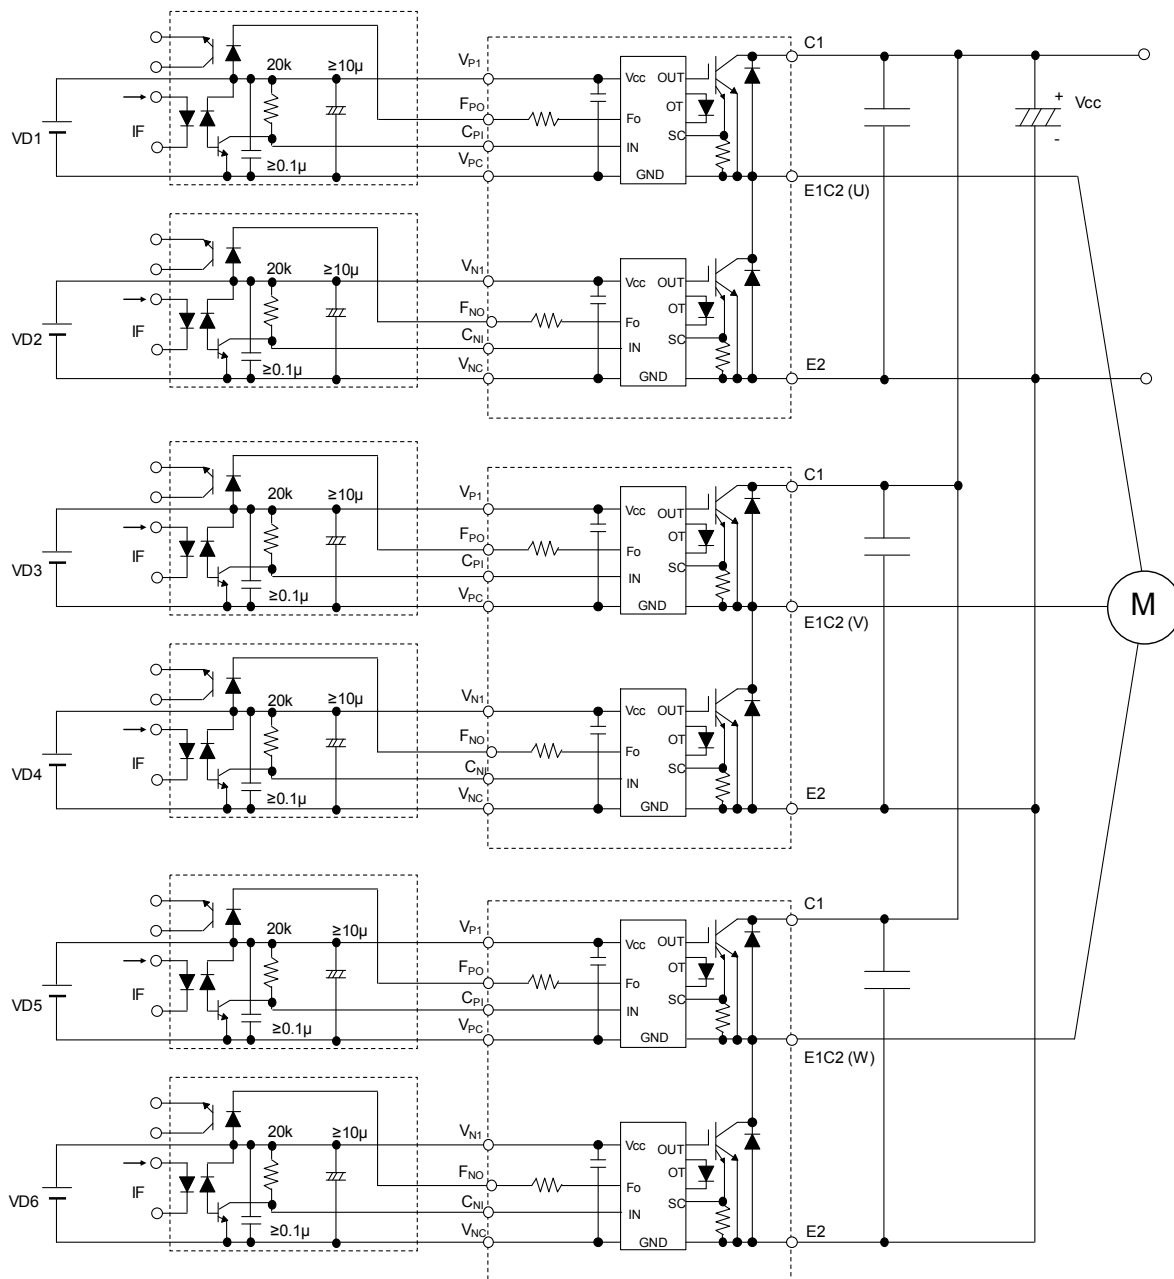 C1
20k
≥10µ
VP1
Vcc
OUT
OT
+
Vcc
FPO
Fo
SC
-
VD1
IF
CPI
IN
≥0.1µ
VPC
GND
E1C2 (U)
20k
≥10µ
VN1
Vcc
OUT
OT
FNO
Fo
SC
VD2
IF
CNI
IN
≥0.1µ
VNC
GND
E2
C1
20k
≥10µ
VP1
Vcc
OUT
OT
FPO
Fo
SC
VD3
IF
CPI
IN
≥0.1µ
VPC
GND
E1C2 (V)
M
20k
≥10µ
VN1
Vcc
OUT
OT
FNO
Fo
SC
VD4
IF
CNI
IN
≥0.1µ
VNC
GND
E2
C1
20k
≥10µ
VP1
Vcc
OUT
OT
FPO
Fo
SC
VD5
IF
CPI
IN
≥0.1µ
VPC
GND
E1C2 (W)
20k
≥10µ
VN1
Vcc
OUT
OT
FNO
Fo
SC
VD6
IF
CNI
IN
≥0.1µ
VNC
GND
E2